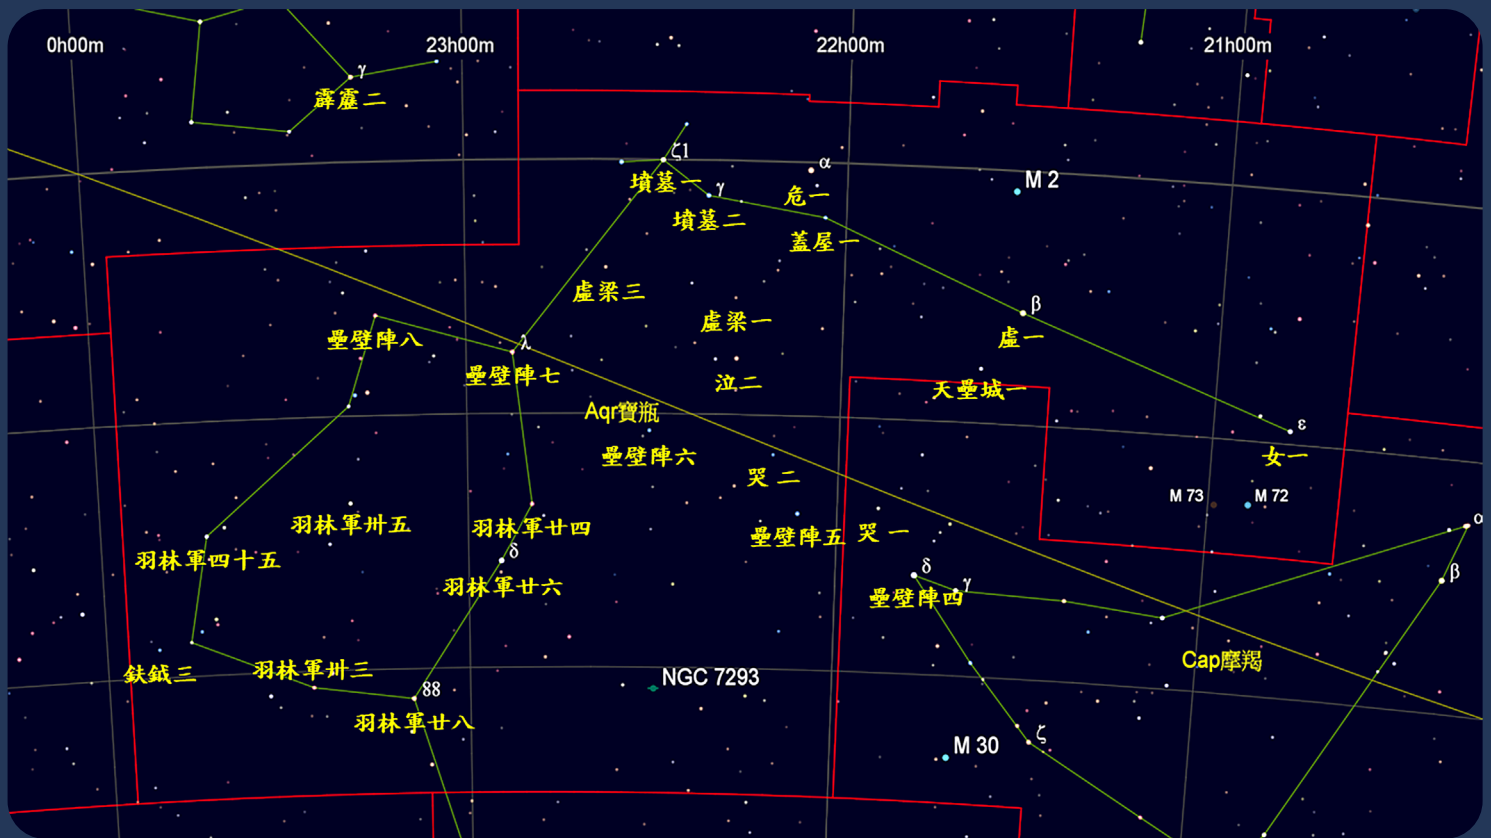 0h00m
23h00m
22h00m
21h00m
γ
霹靂二
ζ1
α
M 2
墳墓一
γ
危一
墳墓二
蓋屋一
虛梁三
β
虛梁一
虛一
壘壁陣八
λ
壘壁陣七
泣二
天壘城一
Aqr寶瓶
ε
壘壁陣六
女一
哭 二
M 73
M 72
α
羽林軍卅五
羽林軍廿四
壘壁陣五
哭 一
羽林軍四十五
δ
δ
β
羽林軍廿六
γ
壘壁陣四
Cap摩羯
鈇鉞三
羽林軍卅三
NGC 7293
88
羽林軍廿八
ζ
M 30